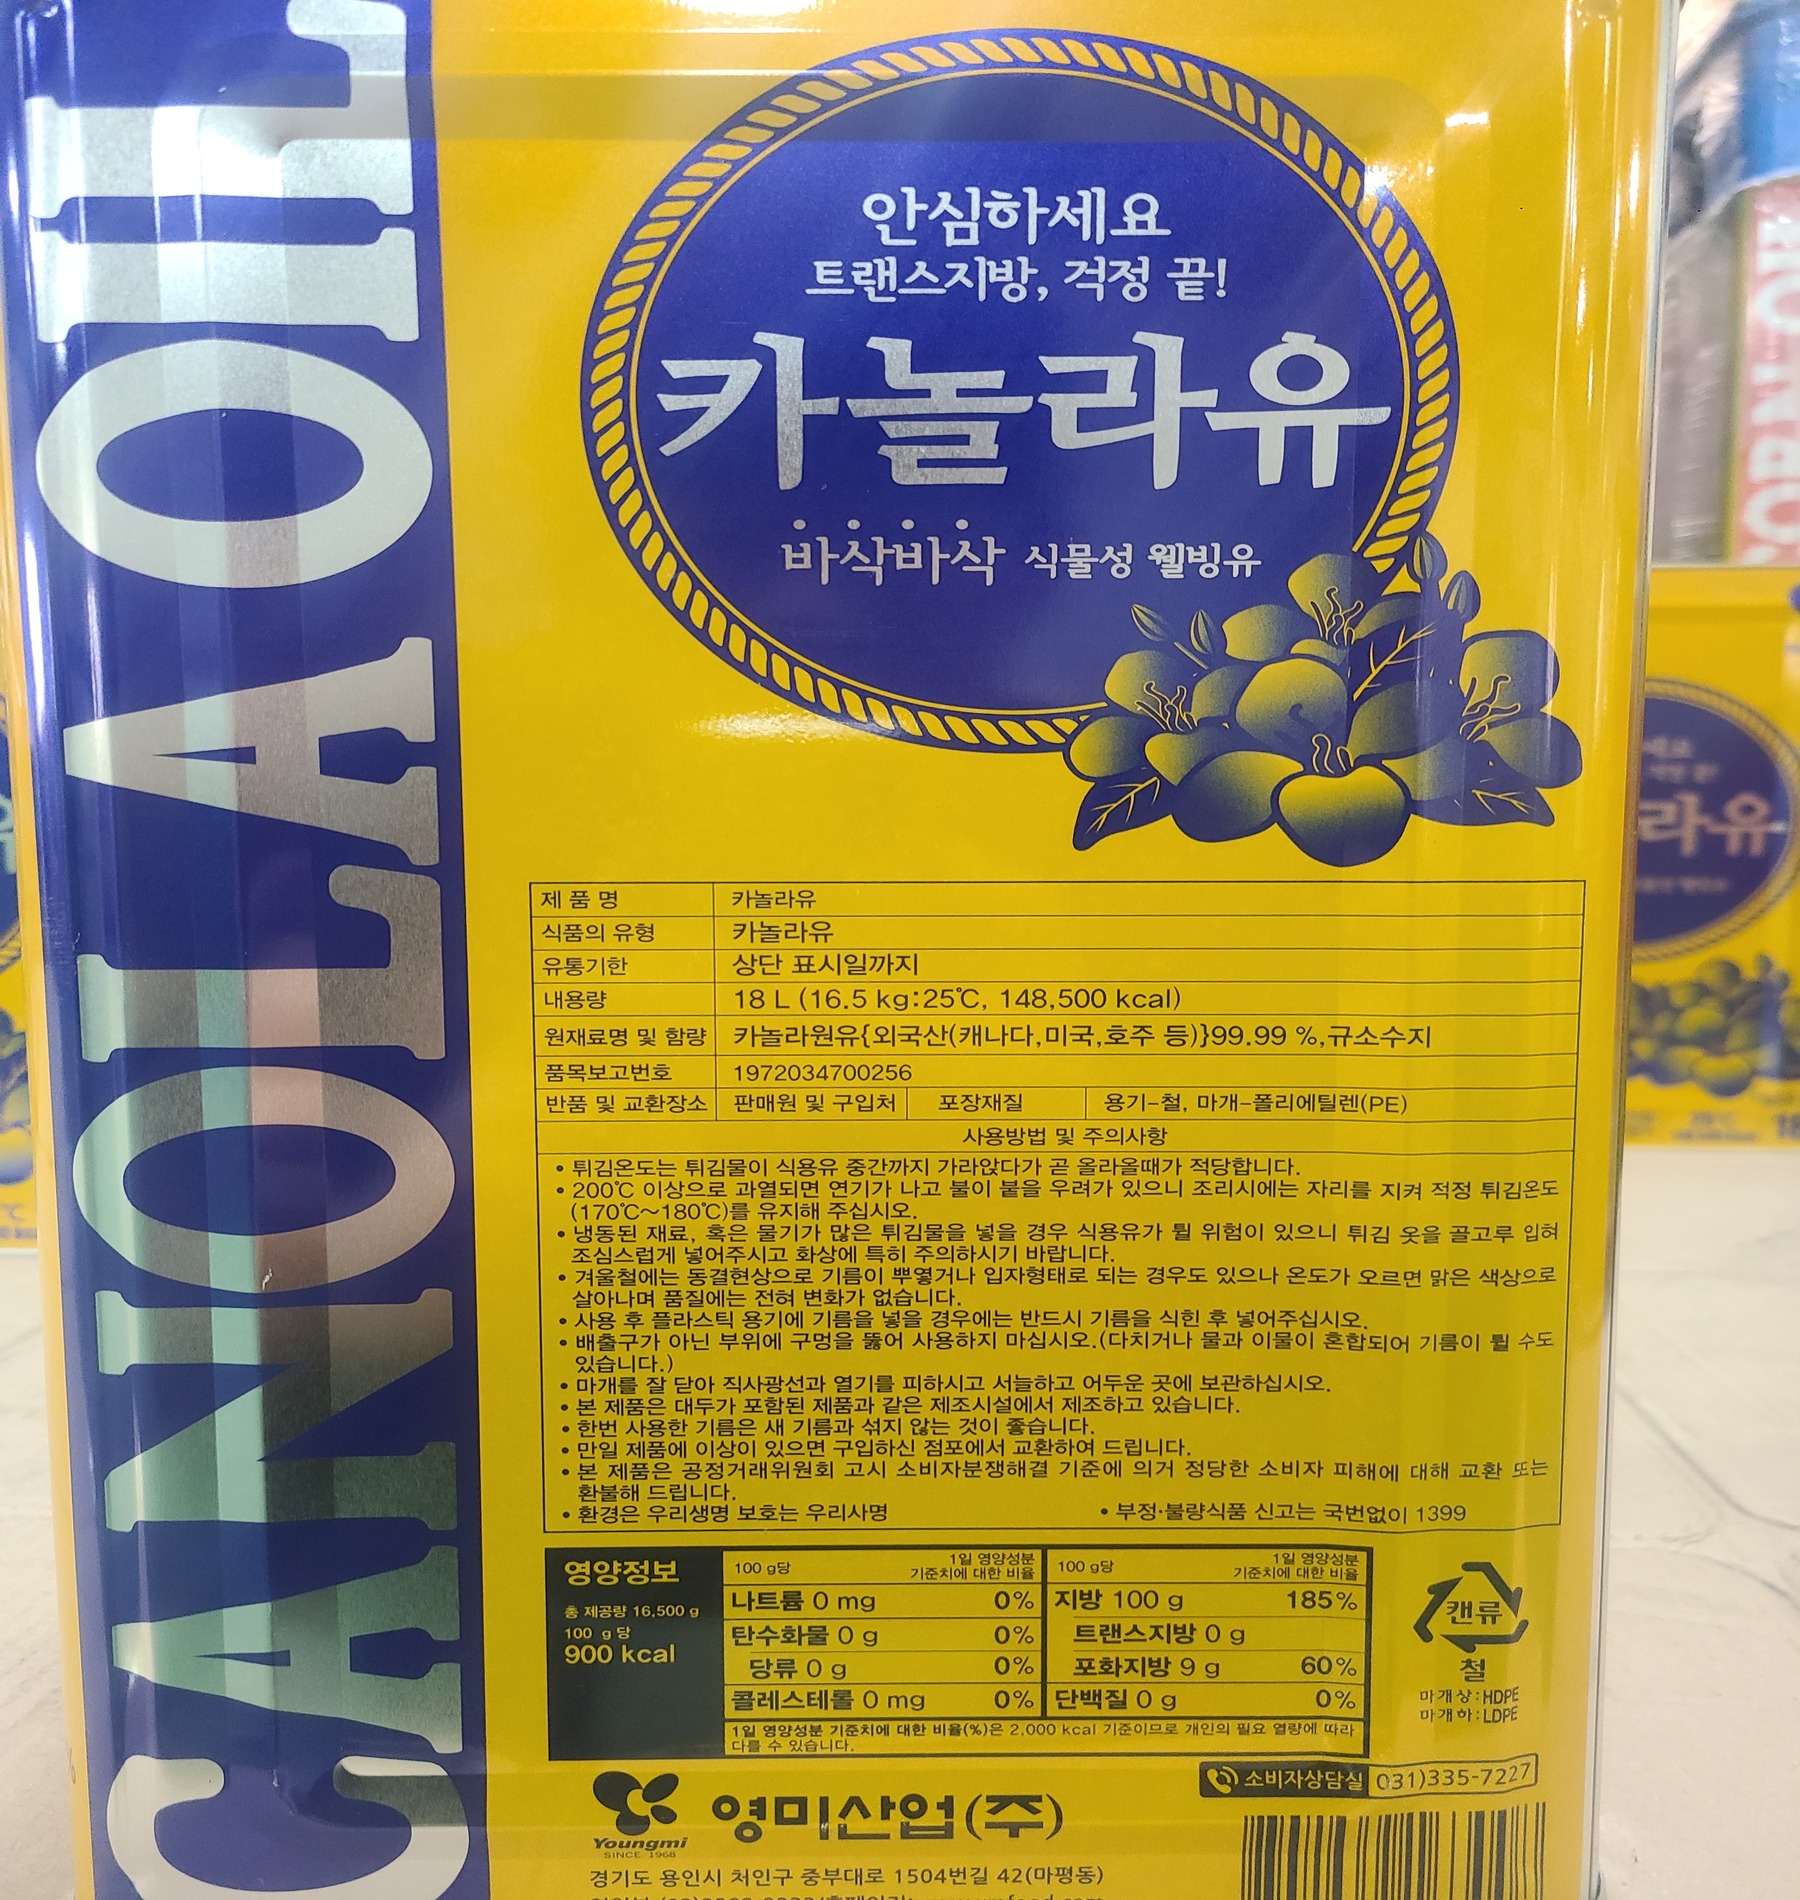 CANOLA OIL
안심하세요
트랜스지방, 걱정 끝!
카놀라유
바삭바삭 식물성 웰빙유
제 품 명 카놀라유
식품의 유형 카놀라유
유통기한 상단 표시일까지
내용량 18 L (16.5 kg:25℃, 148,500 kcal)
원재료명 및 함량 카놀라원유{외국산(캐나다,미국,호주 등)}99.99 %,규소수지
품목보고번호 1972034700256
반품 및 교환장소 판매원 및 구입처 포장재질 용기-철, 마개-폴리에틸렌(PE)
사용방법 및 주의사항
• 튀김온도는 튀김물이 식용유 중간까지 가라앉다가 곧 올라올때가 적당합니다.
• 200℃ 이상으로 과열되면 연기가 나고 불이 붙을 우려가 있으니 조리시에는 자리를 지켜 적정 튀김온도
(170℃~180℃)를 유지해 주십시오.
• 냉동된 재료, 혹은 물기가 많은 튀김물을 넣을 경우 식용유가 튈 위험이 있으니 튀김 옷을 골고루 입혀
조심스럽게 넣어주시고 화상에 특히 주의하시기 바랍니다.
• 겨울철에는 동결현상으로 기름이 뿌옇거나 입자형태로 되는 경우도 있으나 온도가 오르면 맑은 색상으로
살아나며 품질에는 전혀 변화가 없습니다.
• 사용 후 플라스틱 용기에 기름을 넣을 경우에는 반드시 기름을 식힌 후 넣어주십시오.
• 배출구가 아닌 부위에 구멍을 뚫어 사용하지 마십시오.(다치거나 물과 이물이 혼합되어 기름이 튈 수도
있습니다.)
• 마개를 잘 닫아 직사광선과 열기를 피하시고 서늘하고 어두운 곳에 보관하십시오.
• 본 제품은 대두가 포함된 제품과 같은 제조시설에서 제조하고 있습니다.
• 한번 사용한 기름은 새 기름과 섞지 않는 것이 좋습니다.
• 만일 제품에 이상이 있으면 구입하신 점포에서 교환하여 드립니다.
• 본 제품은 공정거래위원회 고시 소비자분쟁해결 기준에 의거 정당한 소비자 피해에 대해 교환 또는
환불해 드립니다.
• 환경은 우리생명 보호는 우리사명 • 부정·불량식품 신고는 국번없이 1399
영양정보
총 제공량 16,500 g
100 g 당
900 kcal
100 g당 1일 영양성분 기준치에 대한 비율 100 g당 1일 영양성분 기준치에 대한 비율
나트륨 0 mg 0% 지방 100 g 185%
탄수화물 0 g 0% 트랜스지방 0 g
당류 0 g 0% 포화지방 9 g 60%
콜레스테롤 0 mg 0% 단백질 0 g 0%
1일 영양성분 기준치에 대한 비율(%)은 2,000 kcal 기준이므로 개인의 필요 열량에 따라
다를 수 있습니다.
캔류
철
마개상:HDPE
마개하:LDPE
소비자상담실 031)335-7227
Youngmi
SINCE 1968
영미산업(주)
경기도 용인시 처인구 중부대로 1504번길 42(마평동)
라유